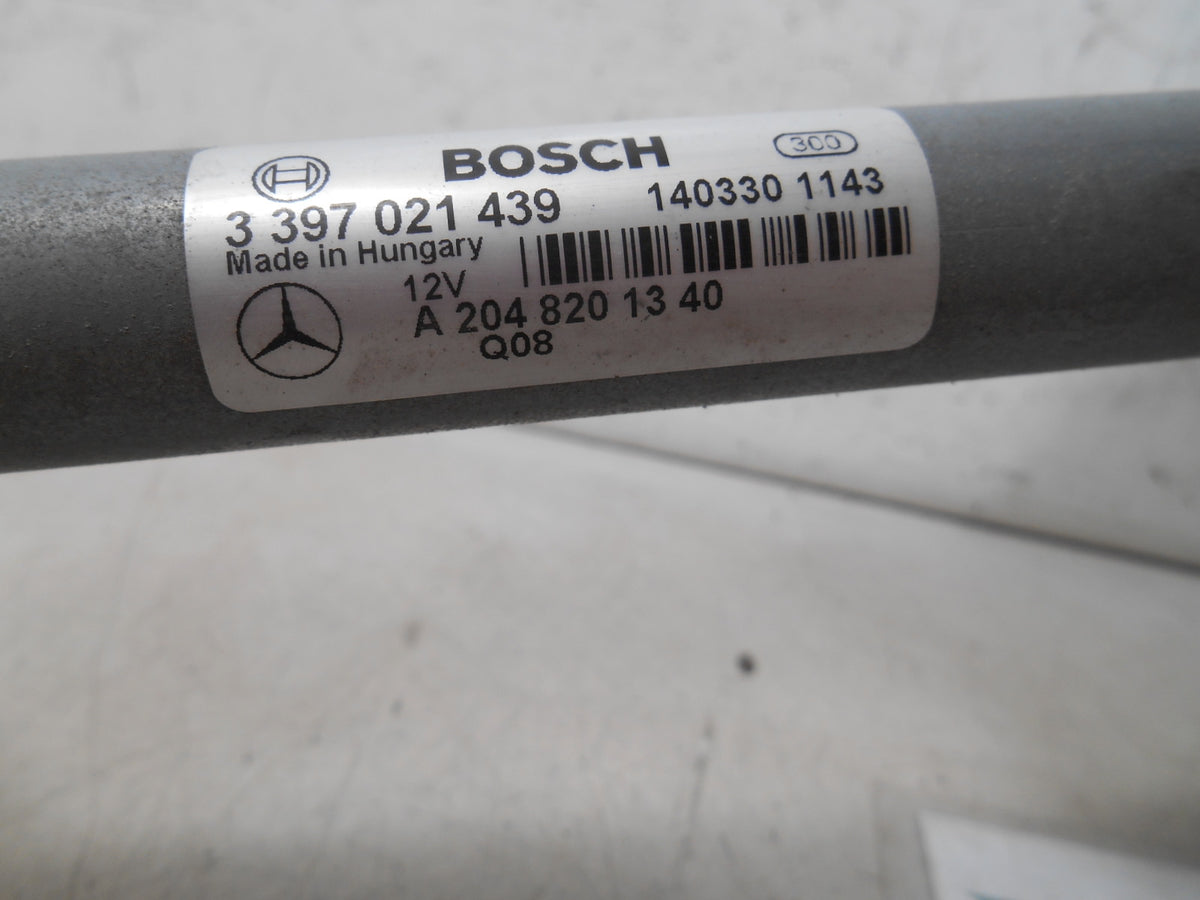 BOSCH 300
3 397 021 439 140330 1143
Made in Hungary
12V
A 204 820 13 40
Q08